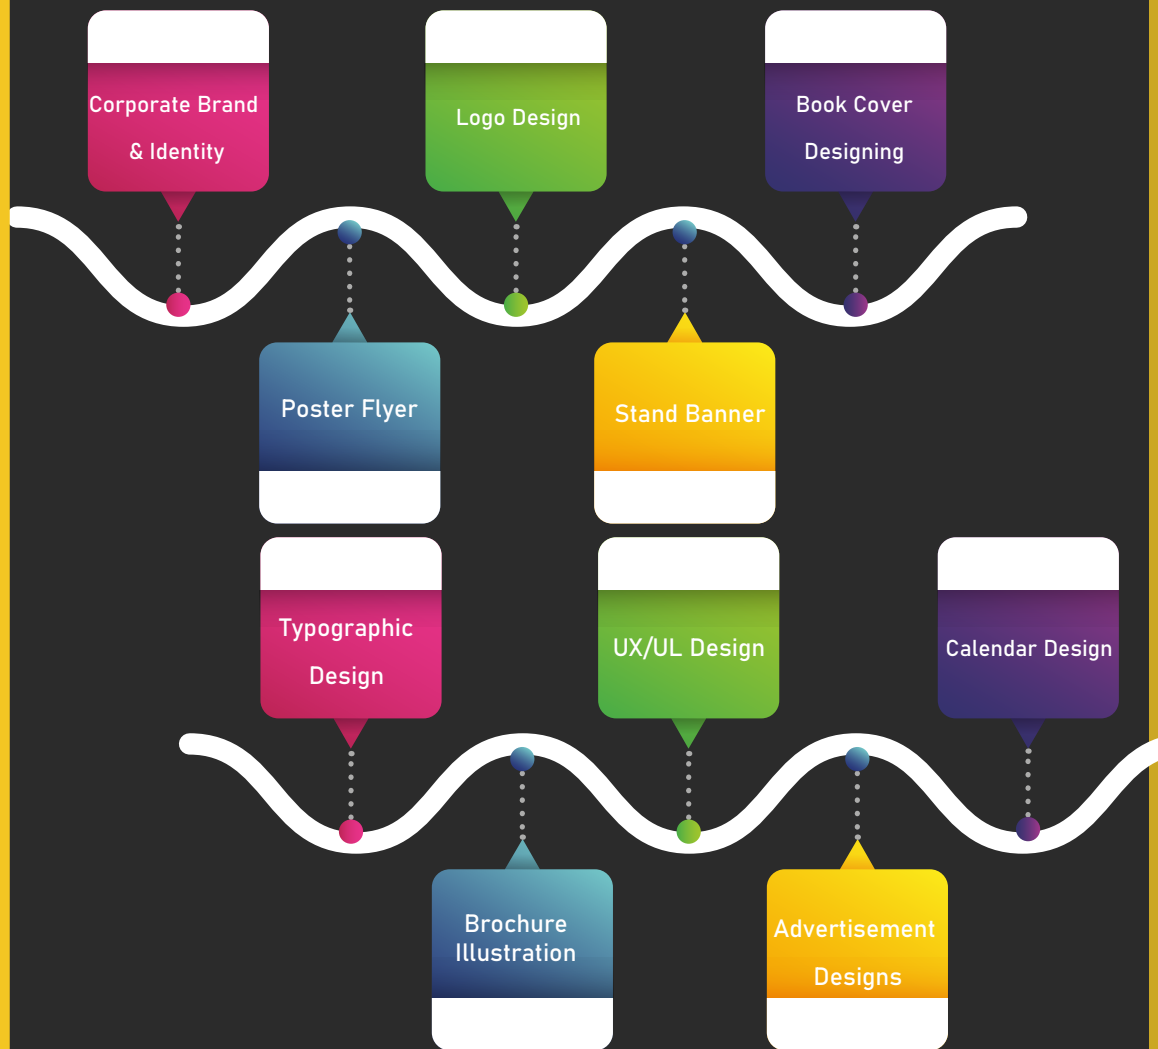 Corporate Brand
& Identity
Logo Design
Book Cover
Designing
Poster Flyer
Stand Banner
Typographic
Design
UX/UL Design
Calendar Design
Brochure
Illustration
Advertisement
Designs